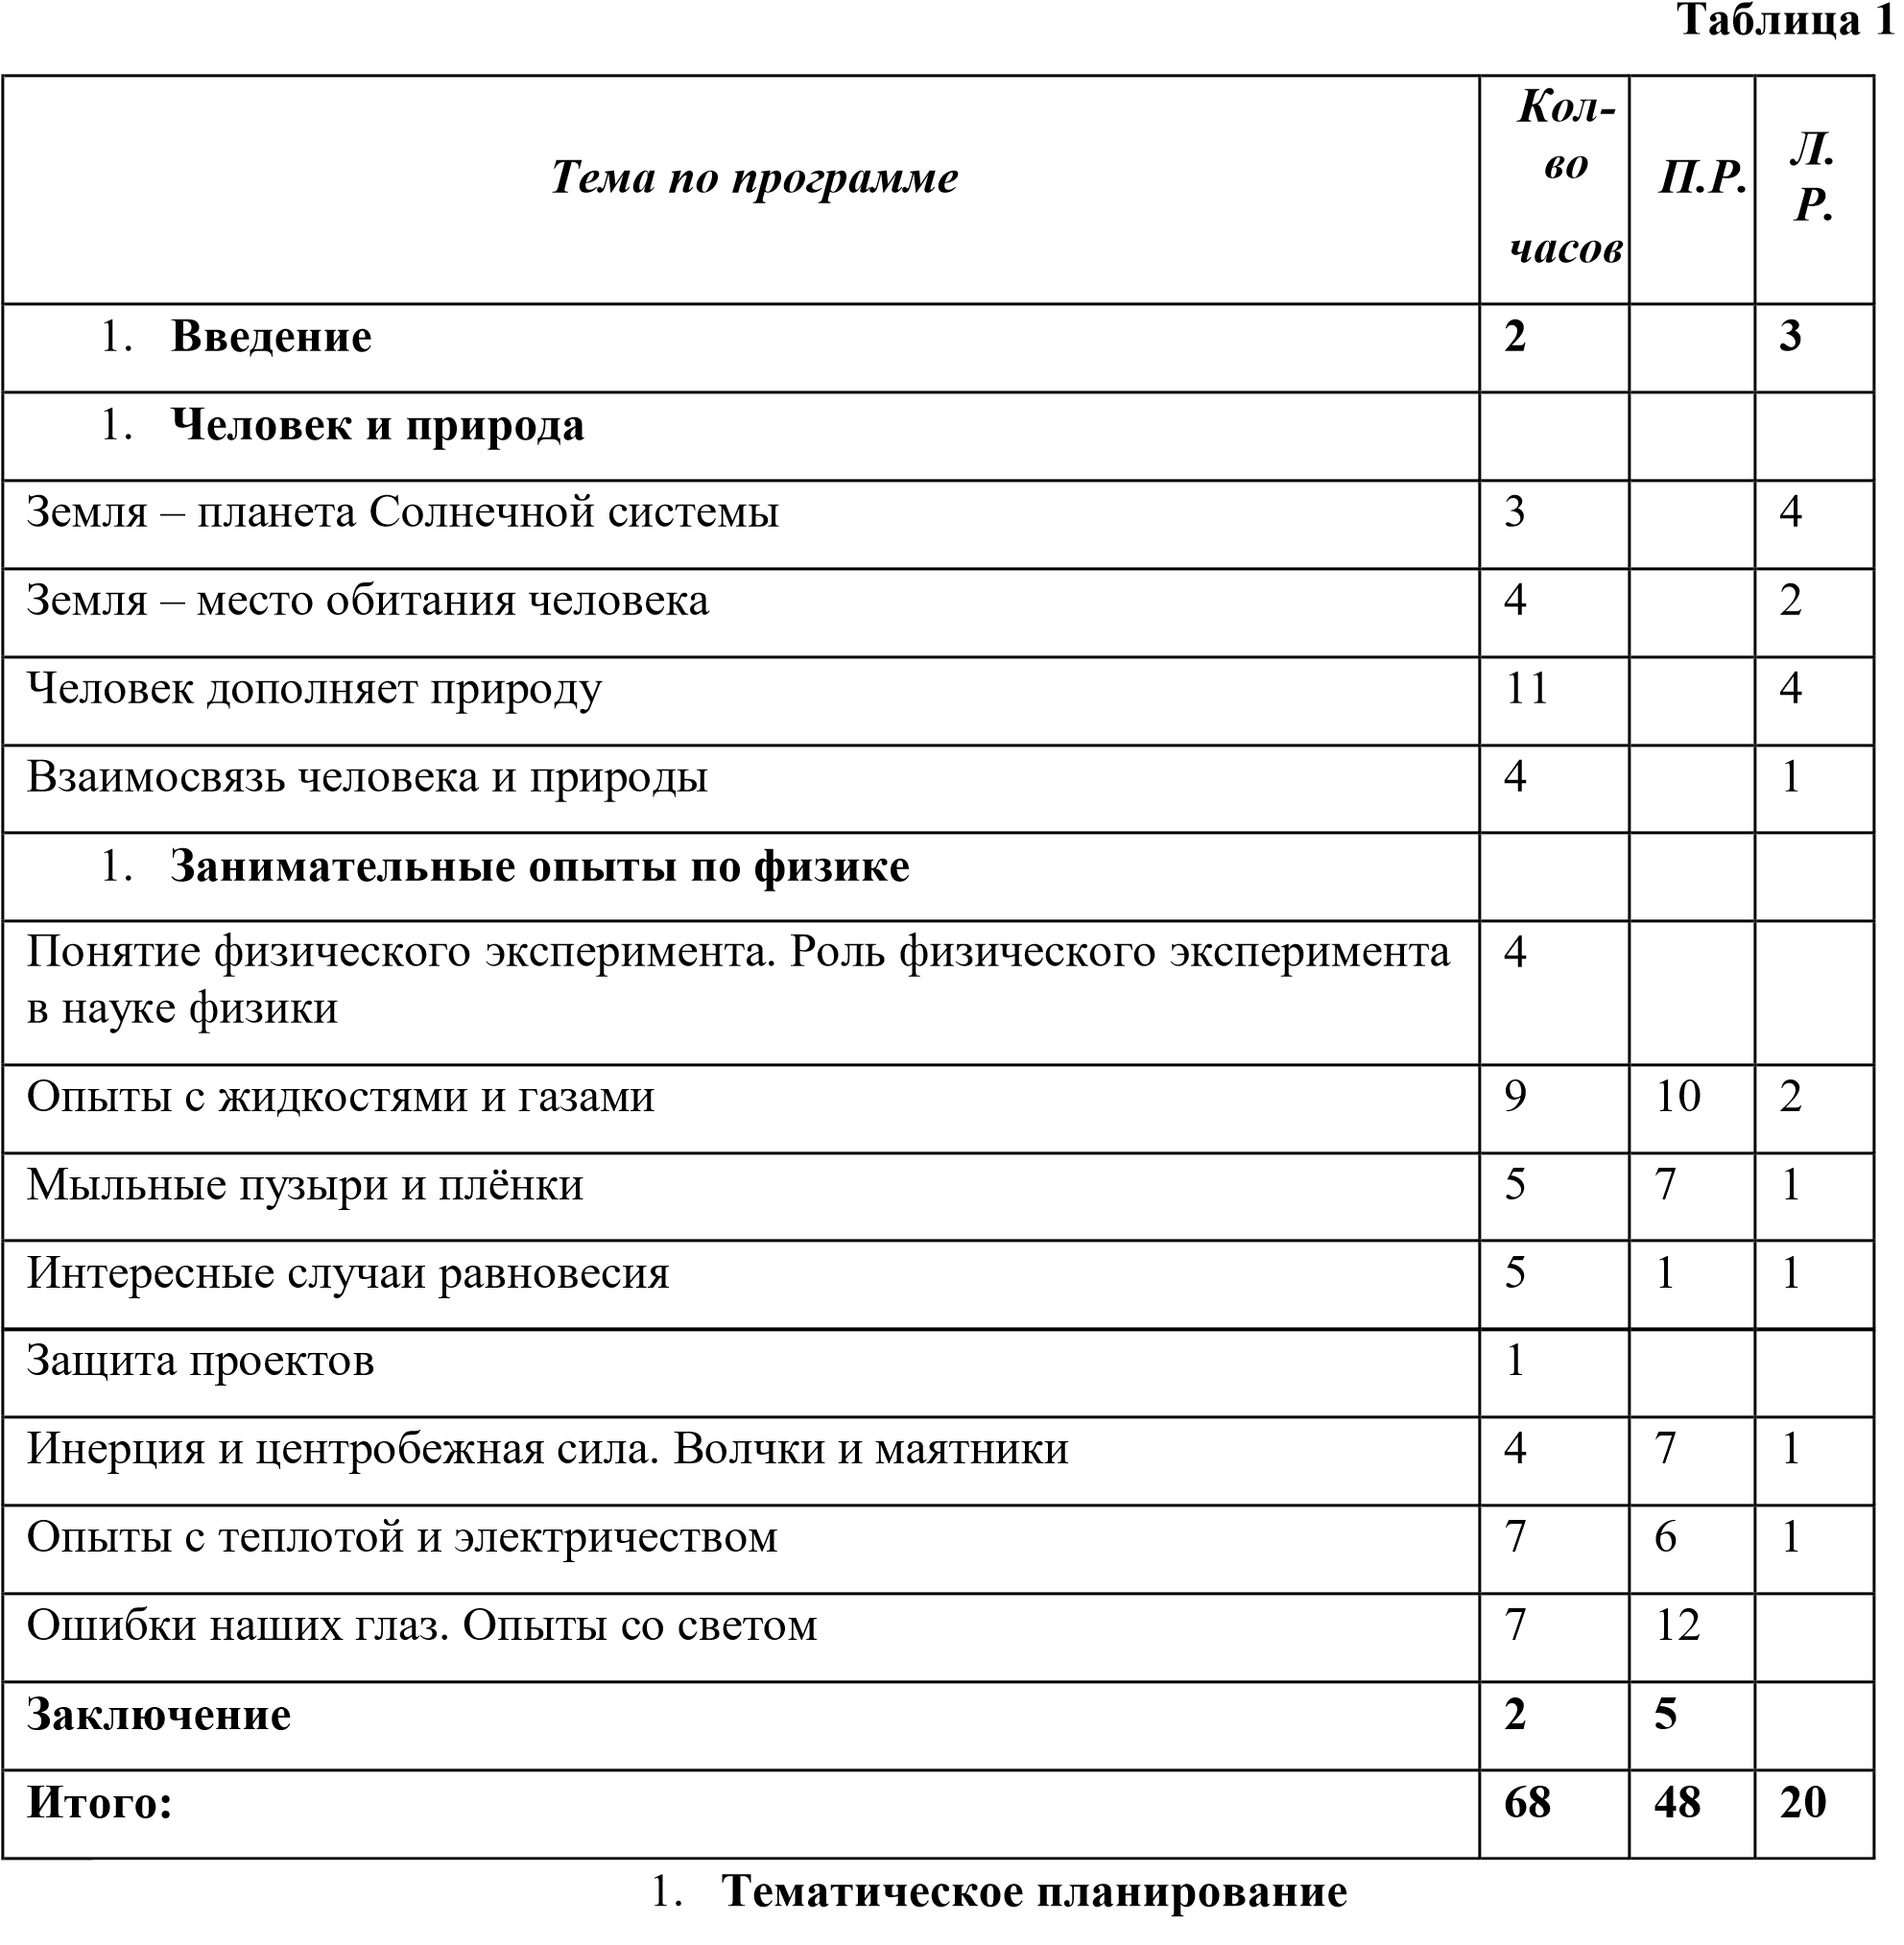 Таблица 1
Тема по программе
Кол-
во
часов
П.Р.
Л.
Р.
1. Введение 2 3
1. Человек и природа
Земля – планета Солнечной системы 3 4
Земля – место обитания человека 4 2
Человек дополняет природу 11 4
Взаимосвязь человека и природы 4 1
1. Занимательные опыты по физике
Понятие физического эксперимента. Роль физического эксперимента 4
в науке физики
Опыты с жидкостями и газами 9 10 2
Мыльные пузыри и плёнки 5 7 1
Интересные случаи равновесия 5 1 1
Защита проектов 1
Инерция и центробежная сила. Волчки и маятники 4 7 1
Опыты с теплотой и электричеством 7 6 1
Ошибки наших глаз. Опыты со светом 7 12
Заключение 2 5
Итого: 68 48 20
1. Тематическое планирование